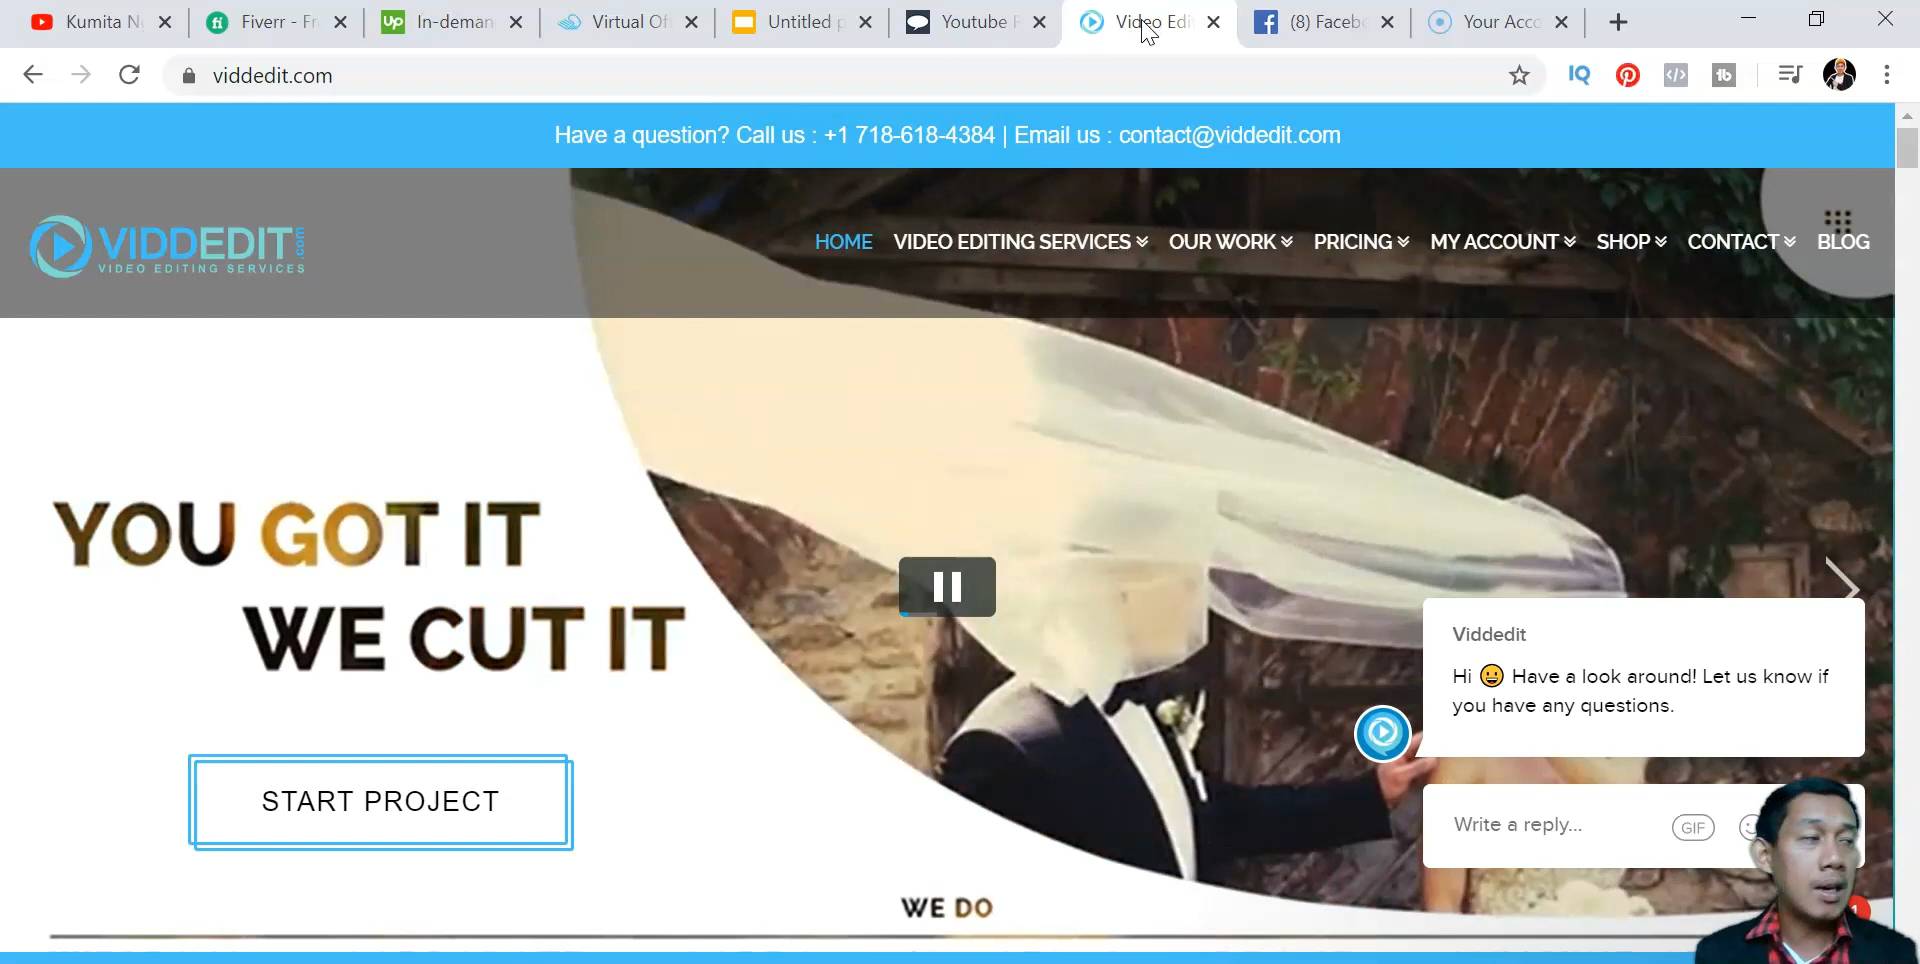 Kumita N
Fiverr - Fr
In-deman
Virtual Of
Untitled p
Youtube F
Video Edi
(8) Facebo
Your Acco
viddedit.com
Have a question? Call us : +1 718-618-4384 | Email us : contact@viddedit.com
VIDDEDIT.com
VIDEO EDITING SERVICES
HOME
VIDEO EDITING SERVICES
OUR WORK
PRICING
MY ACCOUNT
SHOP
CONTACT
BLOG
YOU GOT IT
WE CUT IT
START PROJECT
Viddedit
Hi 😀 Have a look around! Let us know if
you have any questions.
Write a reply...
GIF
WE DO
1